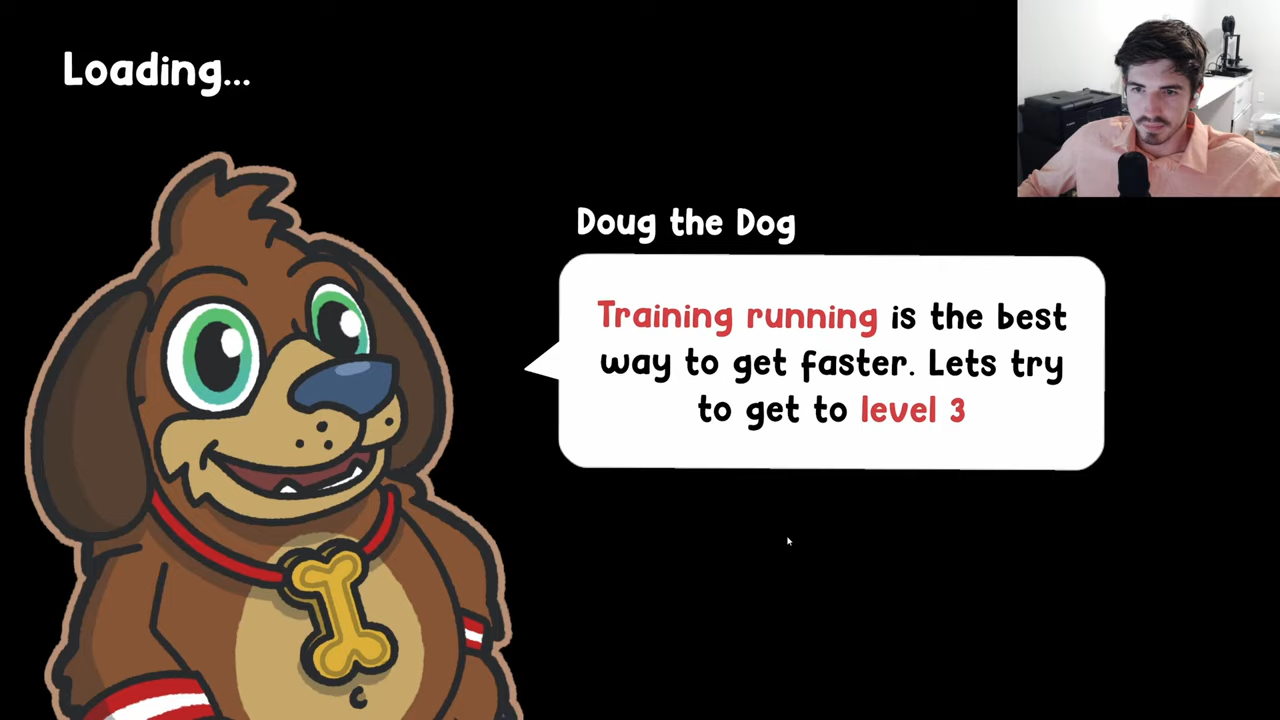 Loading...
Doug the Dog
Training running is the best
way to get faster. Lets try
to get to level 3